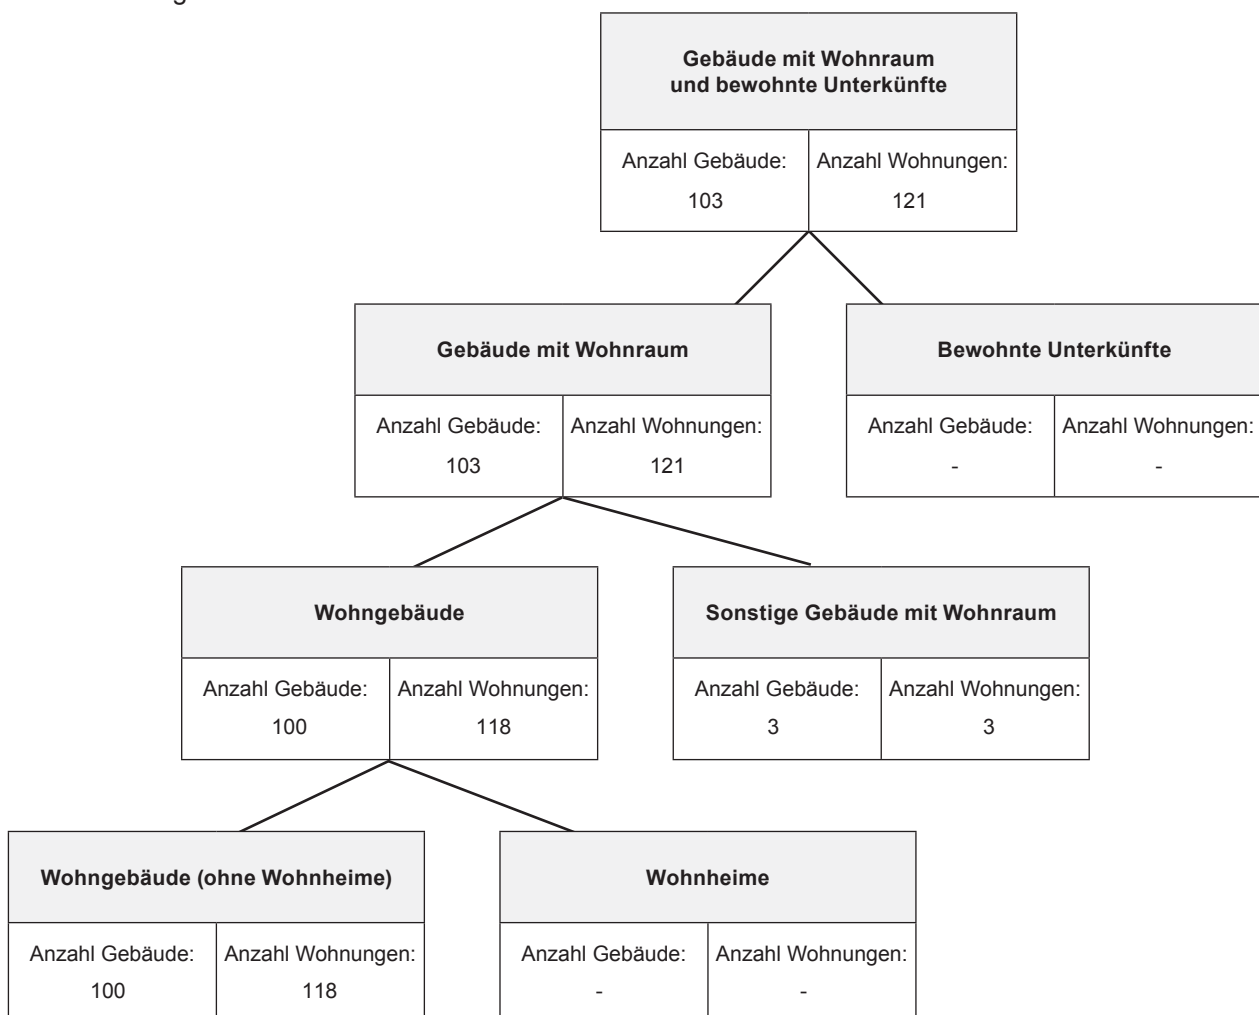 Gebäude mit Wohnraum
und bewohnte Unterkünfte
Anzahl Gebäude: Anzahl Wohnungen:
103 121
Gebäude mit Wohnraum
Bewohnte Unterkünfte
Anzahl Gebäude: Anzahl Wohnungen:
103 121
Anzahl Gebäude: Anzahl Wohnungen:
- -
Wohngebäude
Sonstige Gebäude mit Wohnraum
Anzahl Gebäude: Anzahl Wohnungen:
100 118
Anzahl Gebäude: Anzahl Wohnungen:
3 3
Wohngebäude (ohne Wohnheime)
Wohnheime
Anzahl Gebäude: Anzahl Wohnungen:
100 118
Anzahl Gebäude: Anzahl Wohnungen:
- -